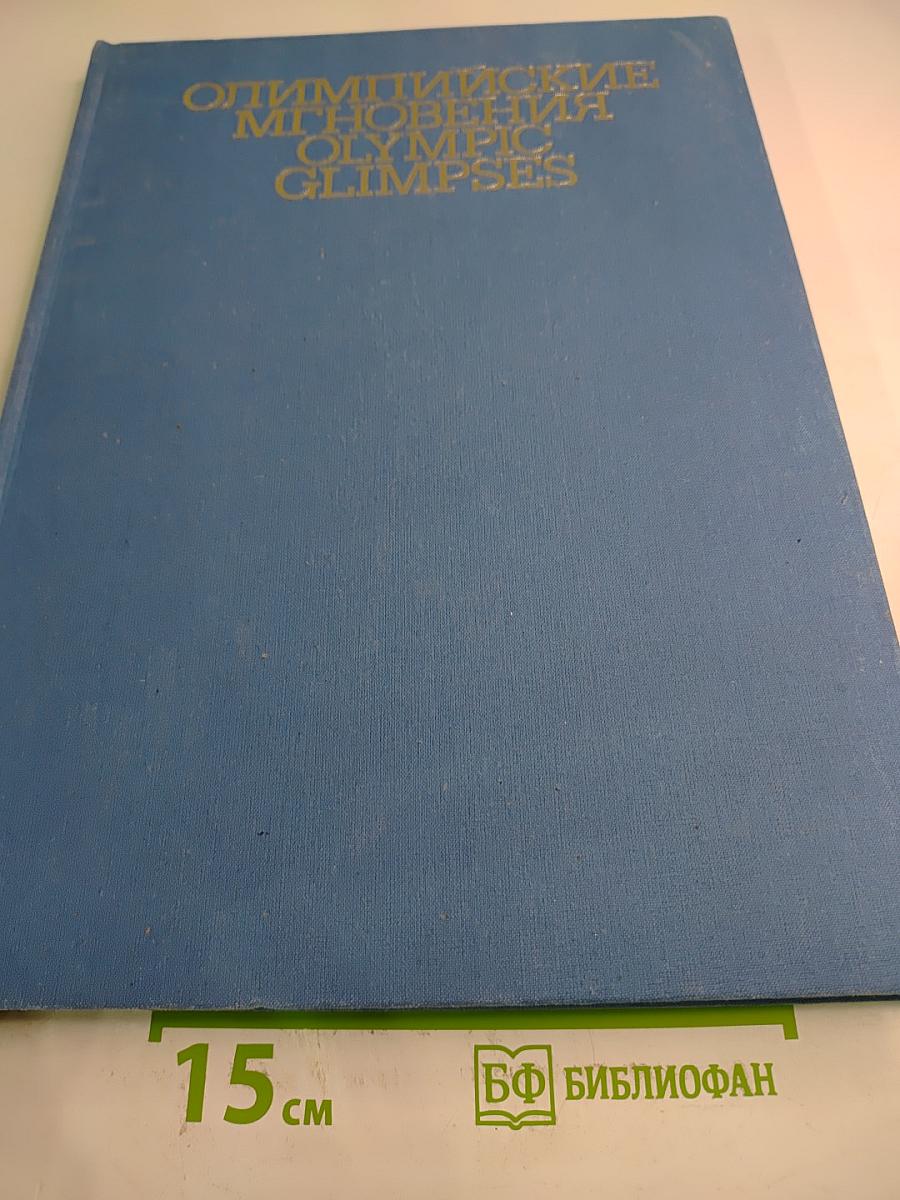 ОЛИМПИЙСКИЕ
МГНОВЕНИЯ
OLYMPIC
GLIMPSES
15 см
БФ БИБЛИОФАН